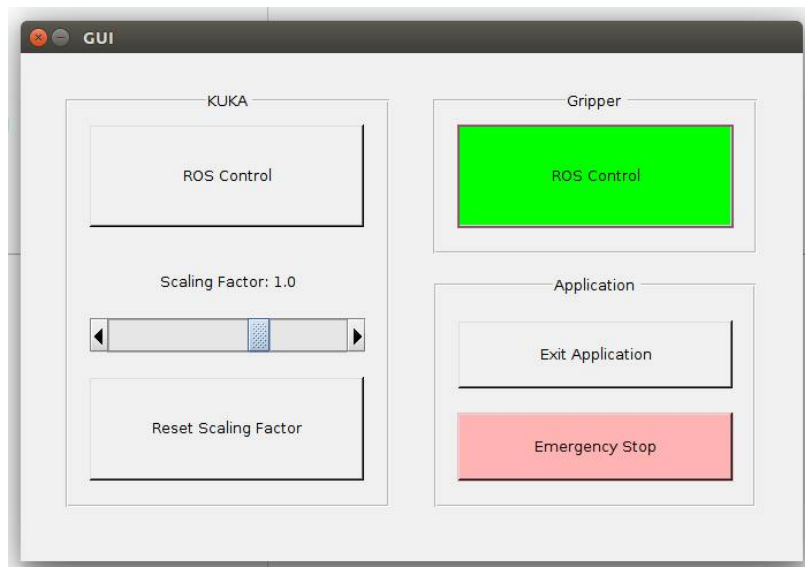 GUI
KUKA
ROS Control
Scaling Factor: 1.0
Reset Scaling Factor
Gripper
ROS Control
Application
Exit Application
Emergency Stop